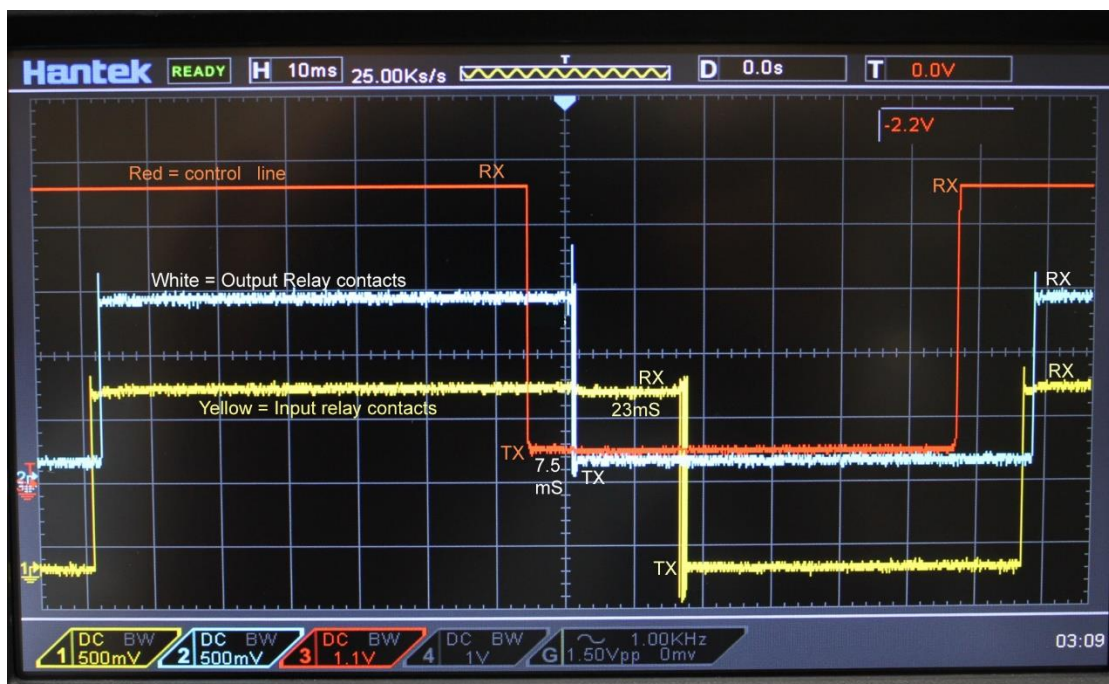 Hantek READY H 10ms 25.00Ks/s T D 0.0s T 0.0V
-2.2V
Red = control line RX RX
White = Output Relay contacts RX
RX RX
Yellow = Input relay contacts 23mS
TX 7.5
mS TX
T
2
1 TX
1 DC BW 500mV 2 DC BW 500mV 3 DC BW 1.1V 4 DC BW 1V G 1.00KHz 1.50Vpp 0mv 03:09